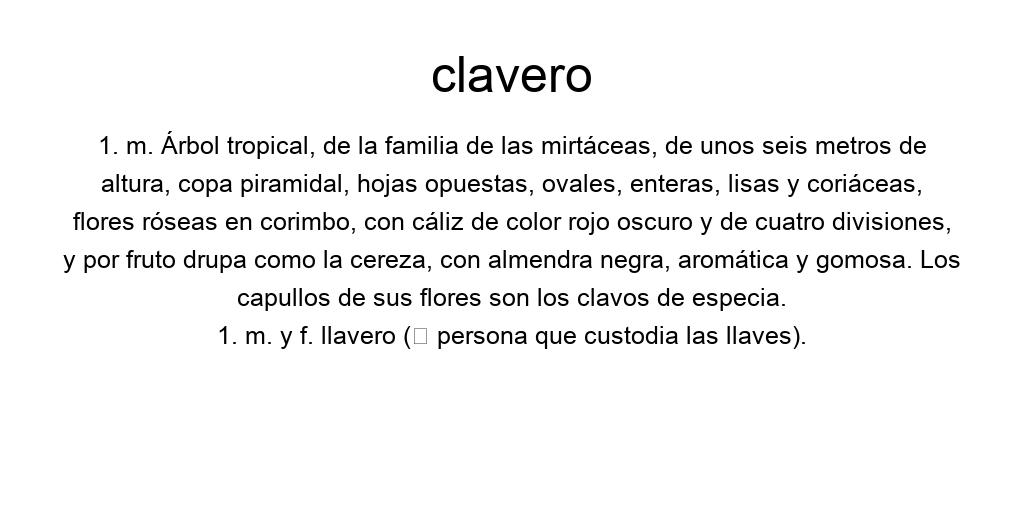 clavero
1. m. Árbol tropical, de la familia de las mirtáceas, de unos seis metros de
altura, copa piramidal, hojas opuestas, ovales, enteras, lisas y coriáceas,
flores róseas en corimbo, con cáliz de color rojo oscuro y de cuatro divisiones,
y por fruto drupa como la cereza, con almendra negra, aromática y gomosa. Los
capullos de sus flores son los clavos de especia.
1. m. y f. llavero (▯ persona que custodia las llaves).